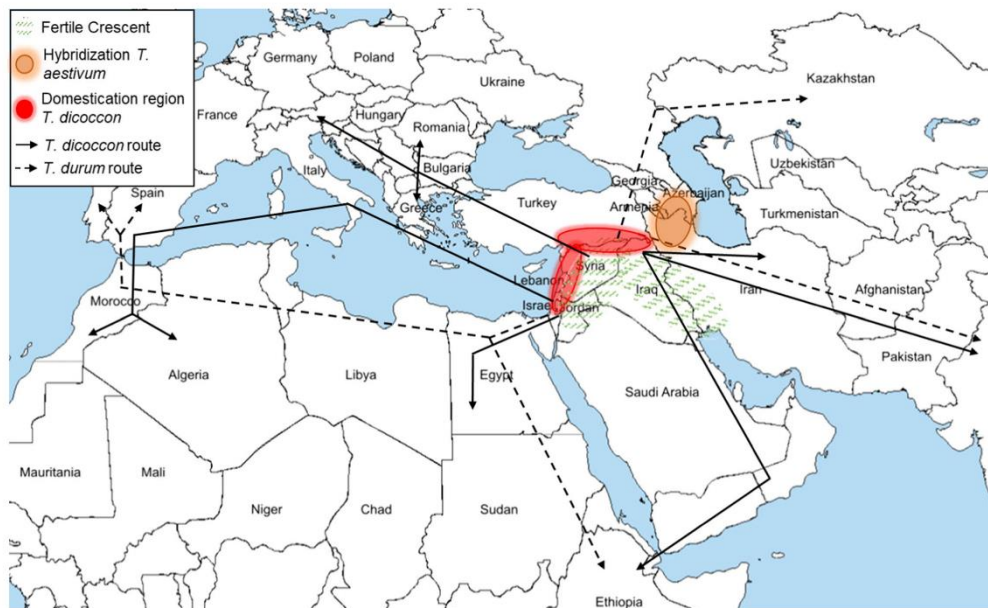 Fertile Crescent
Hybridization T.
aestivum
Domestication region
T. dicoccon
T. dicoccon route
T. durum route
Germany
Poland
Ukraine
Kazakhstan
France
Hungary
Romania
Italy
Bulgaria
Georgia
Azerbaijan
Uzbekistan
Spain
Greece
Turkey
Armenia
Turkmenistan
Lebanon
Syria
Morocco
Israel
Jordan
Iraq
Iran
Afghanistan
Algeria
Libya
Egypt
Pakistan
Saudi Arabia
Mauritania
Mali
Niger
Chad
Sudan
Ethiopia